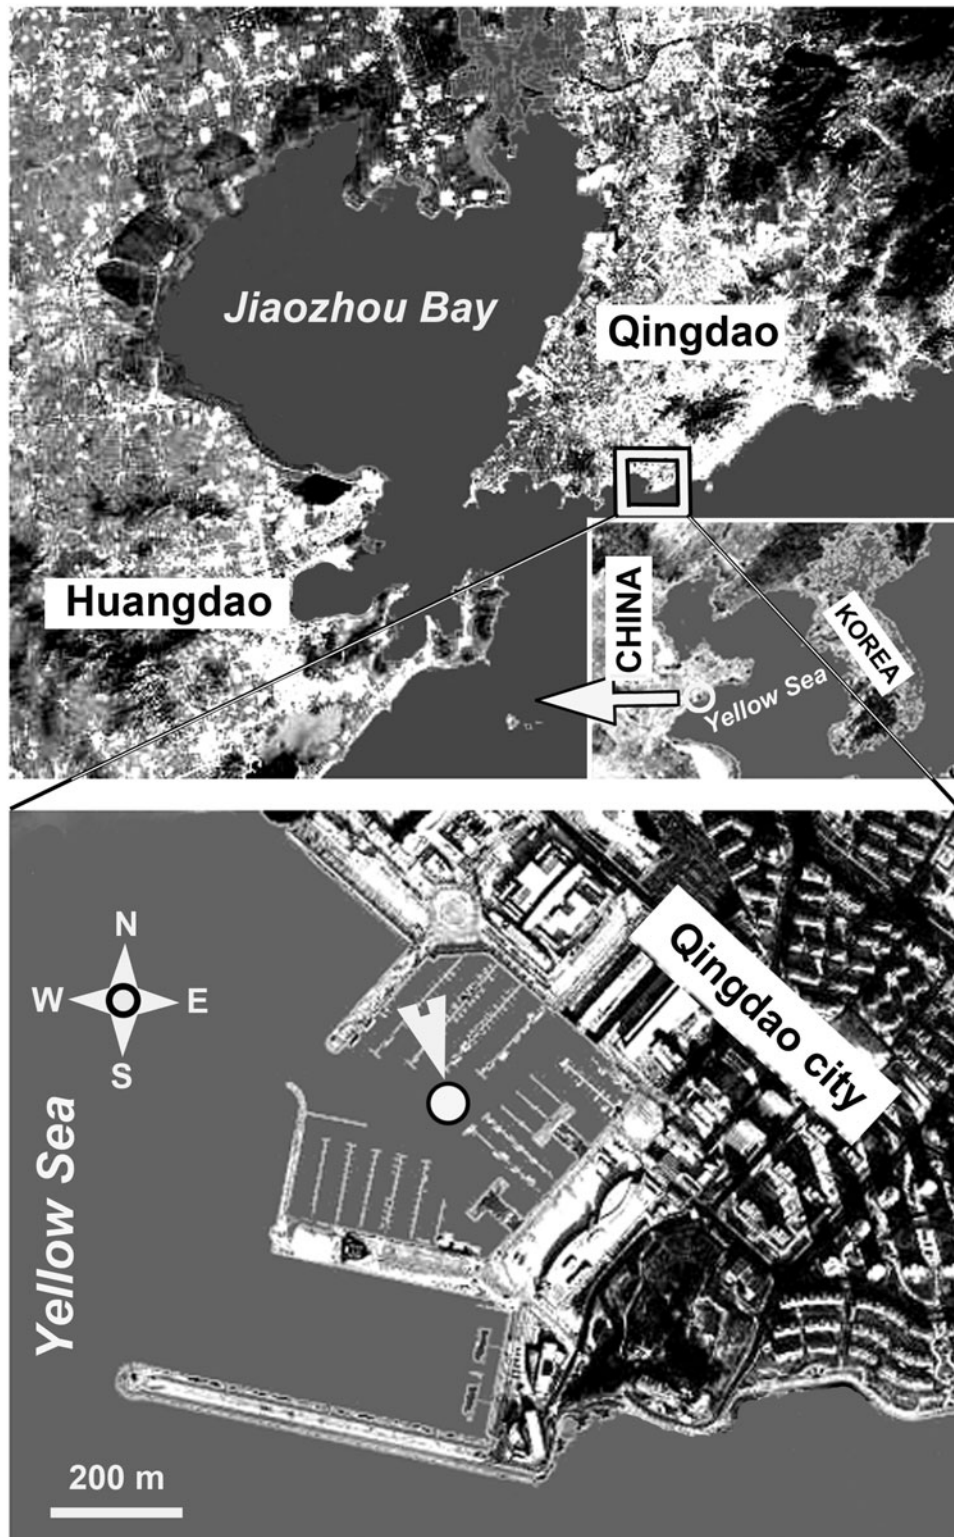 Jiaozhou Bay
Qingdao
Huangdao
CHINA
KOREA
Yellow Sea
N
W E
S
Qingdao city
Yellow Sea
200 m